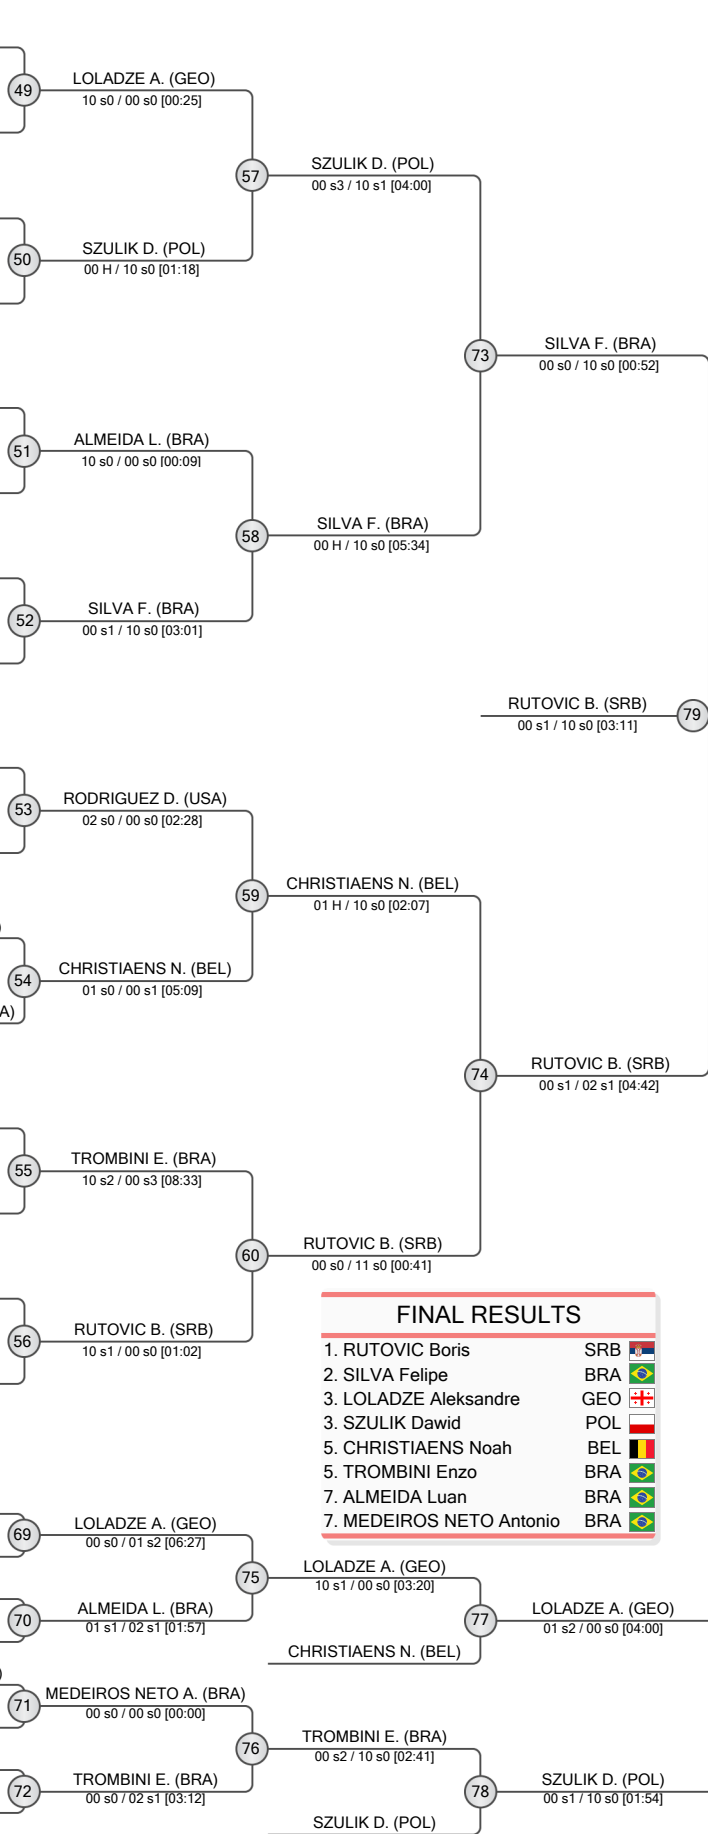 49
LOLADZE A. (GEO)
10 s0 / 00 s0 [00:25]
57
SZULIK D. (POL)
00 s3 / 10 s1 [04:00]
50
SZULIK D. (POL)
00 H / 10 s0 [01:18]
73
SILVA F. (BRA)
00 s0 / 10 s0 [00:52]
51
ALMEIDA L. (BRA)
10 s0 / 00 s0 [00:09]
58
SILVA F. (BRA)
00 H / 10 s0 [05:34]
52
SILVA F. (BRA)
00 s1 / 10 s0 [03:01]
RUTOVIC B. (SRB)
00 s1 / 10 s0 [03:11]
79
53
RODRIGUEZ D. (USA)
02 s0 / 00 s0 [02:28]
59
CHRISTIAENS N. (BEL)
01 H / 10 s0 [02:07]
)
54
CHRISTIAENS N. (BEL)
01 s0 / 00 s1 [05:09]
A)
74
RUTOVIC B. (SRB)
00 s1 / 02 s1 [04:42]
55
TROMBINI E. (BRA)
10 s2 / 00 s3 [08:33]
60
RUTOVIC B. (SRB)
00 s0 / 11 s0 [00:41]
56
RUTOVIC B. (SRB)
10 s1 / 00 s0 [01:02]
FINAL RESULTS
1. RUTOVIC Boris SRB
2. SILVA Felipe BRA
3. LOLADZE Aleksandre GEO
3. SZULIK Dawid POL
5. CHRISTIAENS Noah BEL
5. TROMBINI Enzo BRA
7. ALMEIDA Luan BRA
7. MEDEIROS NETO Antonio BRA
69
LOLADZE A. (GEO)
00 s0 / 01 s2 [06:27]
75
LOLADZE A. (GEO)
10 s1 / 00 s0 [03:20]
70
ALMEIDA L. (BRA)
01 s1 / 02 s1 [01:57]
77
LOLADZE A. (GEO)
01 s2 / 00 s0 [04:00]
CHRISTIAENS N. (BEL)
)
71
MEDEIROS NETO A. (BRA)
00 s0 / 00 s0 [00:00]
76
TROMBINI E. (BRA)
00 s2 / 10 s0 [02:41]
72
TROMBINI E. (BRA)
00 s0 / 02 s1 [03:12]
78
SZULIK D. (POL)
00 s1 / 10 s0 [01:54]
SZULIK D. (POL)